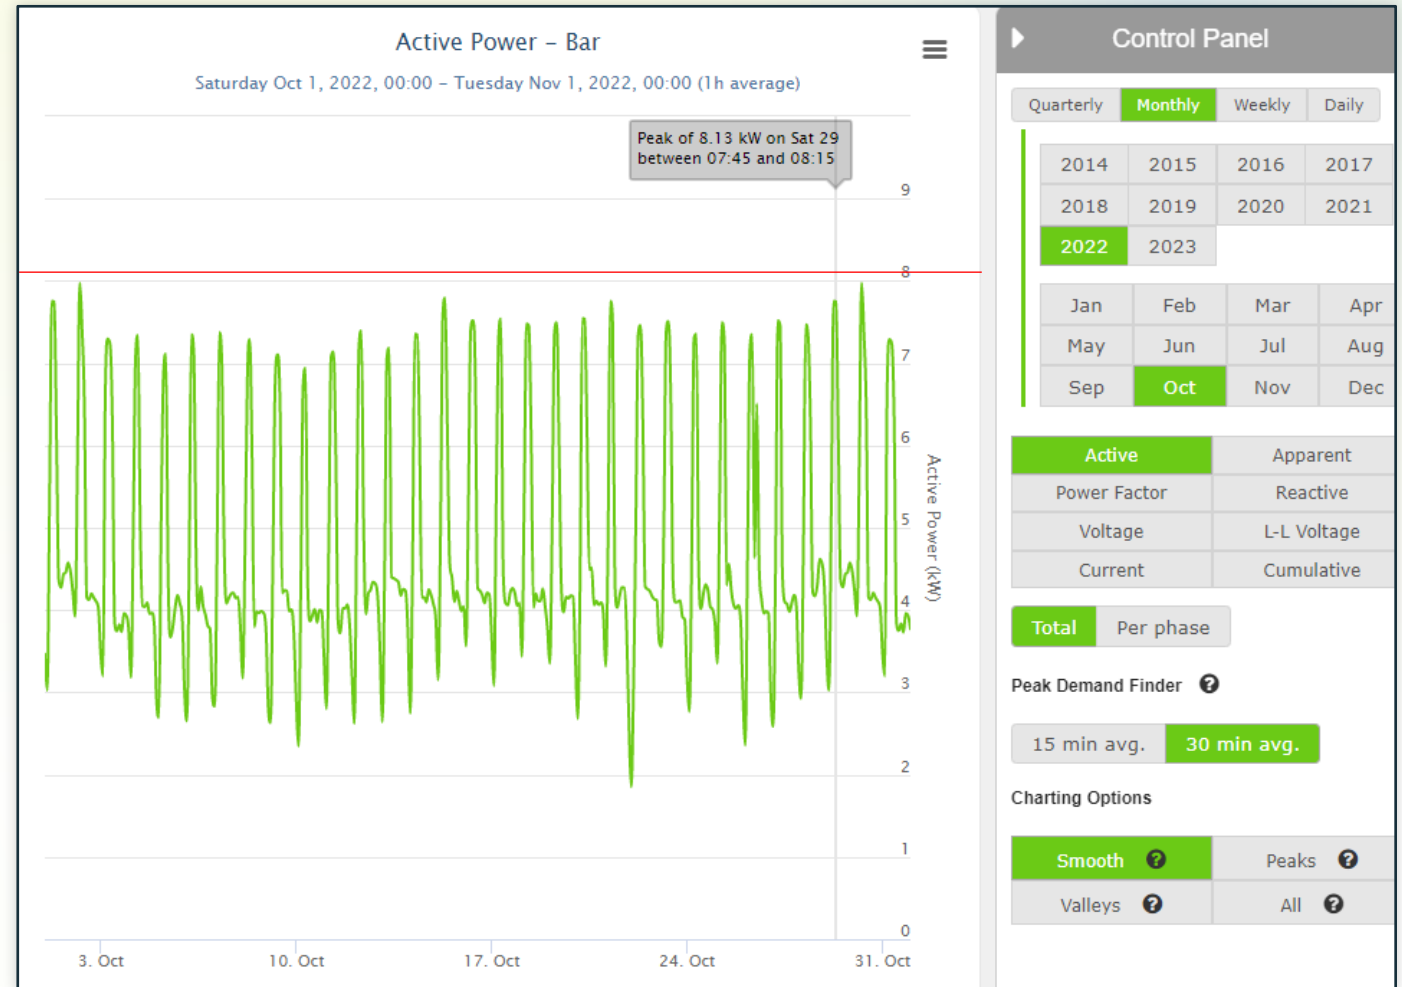 Active Power – Bar
Saturday Oct 1, 2022, 00:00 – Tuesday Nov 1, 2022, 00:00 (1h average)
Peak of 8.13 kW on Sat 29
between 07:45 and 08:15
9
8
7
6
5
4
3
2
1
0
Active Power (kW)
3. Oct
10. Oct
17. Oct
24. Oct
31. Oct
Control Panel
Quarterly Monthly Weekly Daily
2014 2015 2016 2017
2018 2019 2020 2021
2022 2023
Jan Feb Mar Apr
May Jun Jul Aug
Sep Oct Nov Dec
Active Apparent
Power Factor Reactive
Voltage L-L Voltage
Current Cumulative
Total Per phase
Peak Demand Finder ?
15 min avg. 30 min avg.
Charting Options
Smooth ? Peaks ?
Valleys ? All ?